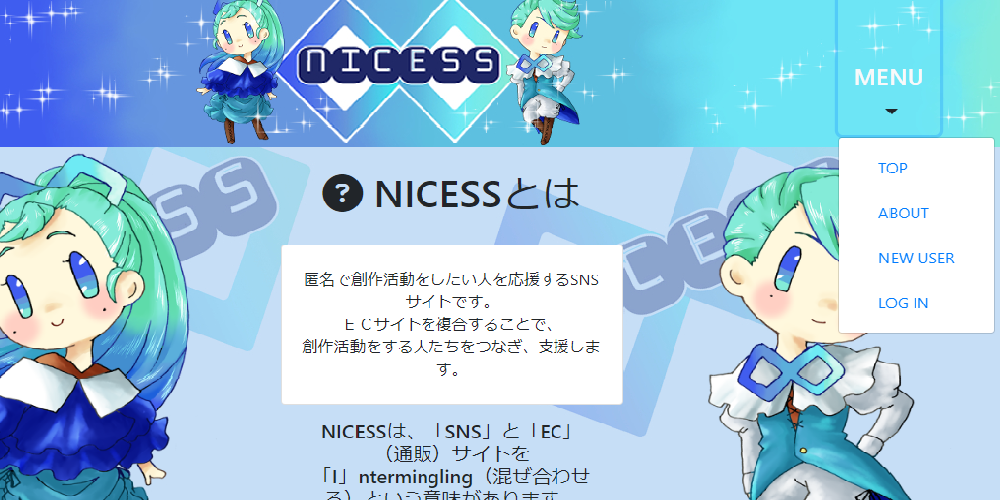 NICESS
MENU
TOP
ABOUT
NEW USER
LOG IN
NICESSとは
匿名で創作活動をしたい人を応援するSNS
サイトです。
ECサイトを複合することで、
創作活動をする人たちをつなぎ、支援しま
す。
NICESSは、「SNS」と「EC」
（通販）サイトを
「I」ntermingling（混ぜ合わせ
る）という意味があります